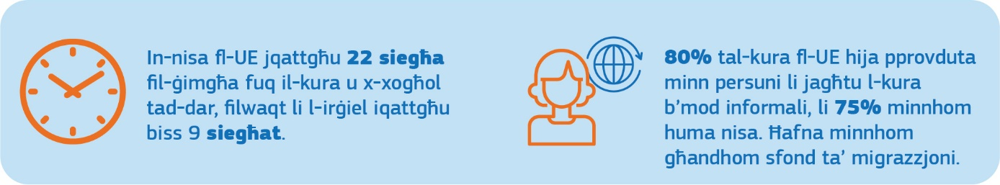 In-nisa fl-UE jqattgħu 22 siegħa
fil-ġimgħa fuq il-kura u x-xogħol
tad-dar, filwaqt li l-irġiel iqattgħu
biss 9 siegħat.
80% tal-kura fl-UE hija pprovduta
minn persuni li jagħtu l-kura
b’mod informali, li 75% minnhom
huma nisa. Ħafna minnhom
għandhom sfond ta’ migrazzjoni.